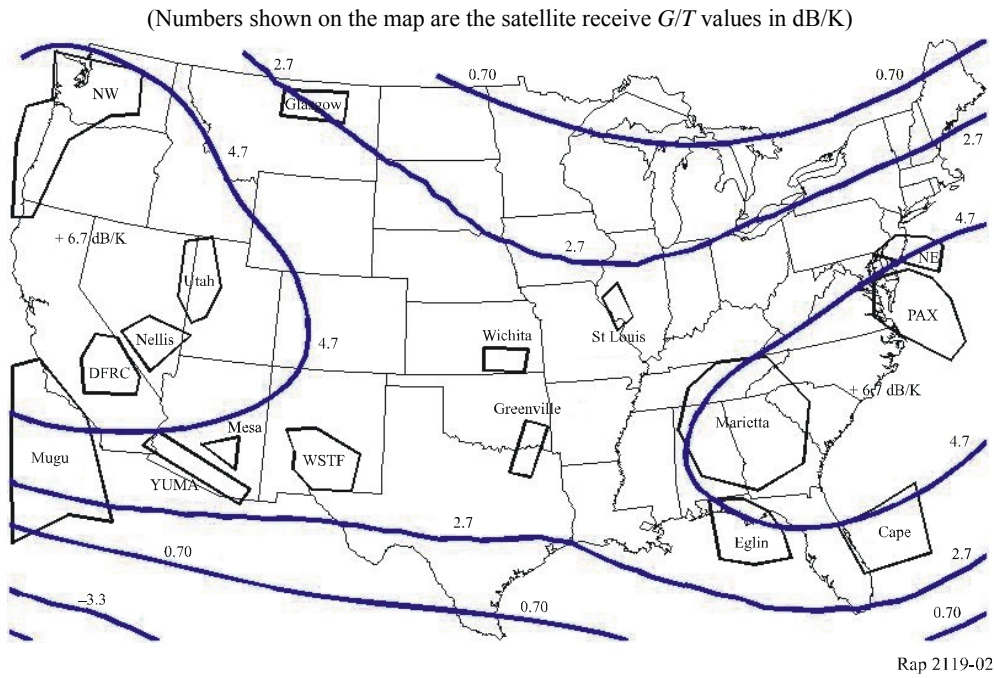 (Numbers shown on the map are the satellite receive G/T values in dB/K)
2.7
0.70
0.70
NW
Glasgow
4.7
2.7
4.7
+ 6.7 dB/K
2.7
NE
Utah
PAX
Nellis
Wichita
St Louis
4.7
DFRC
+ 6.7 dB/K
Greenville
Marietta
Mesa
Mugu
WSTF
4.7
YUMA
2.7
Eglin
Cape
0.70
2.7
–3.3
0.70
0.70
Rap 2119-02